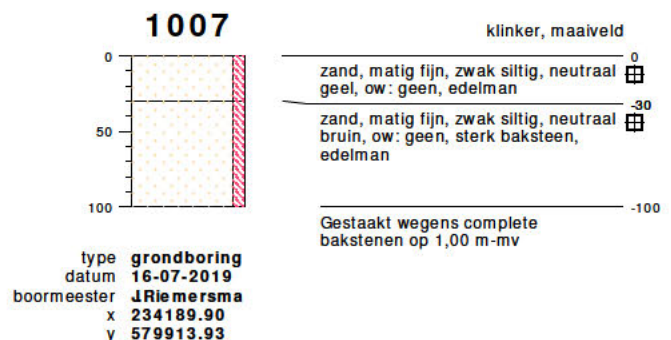 1007
klinker, maaiveld
0
0
zand, matig fijn, zwak siltig, neutraal
geel, ow: geen, edelman
-30
zand, matig fijn, zwak siltig, neutraal
bruin, ow: geen, sterk baksteen,
edelman
50
100
-100
Gestaakt wegens complete
bakstenen op 1,00 m-mv
type grondboring
datum 16-07-2019
boormeester J.Riemersma
x 234189.90
y 579913.93